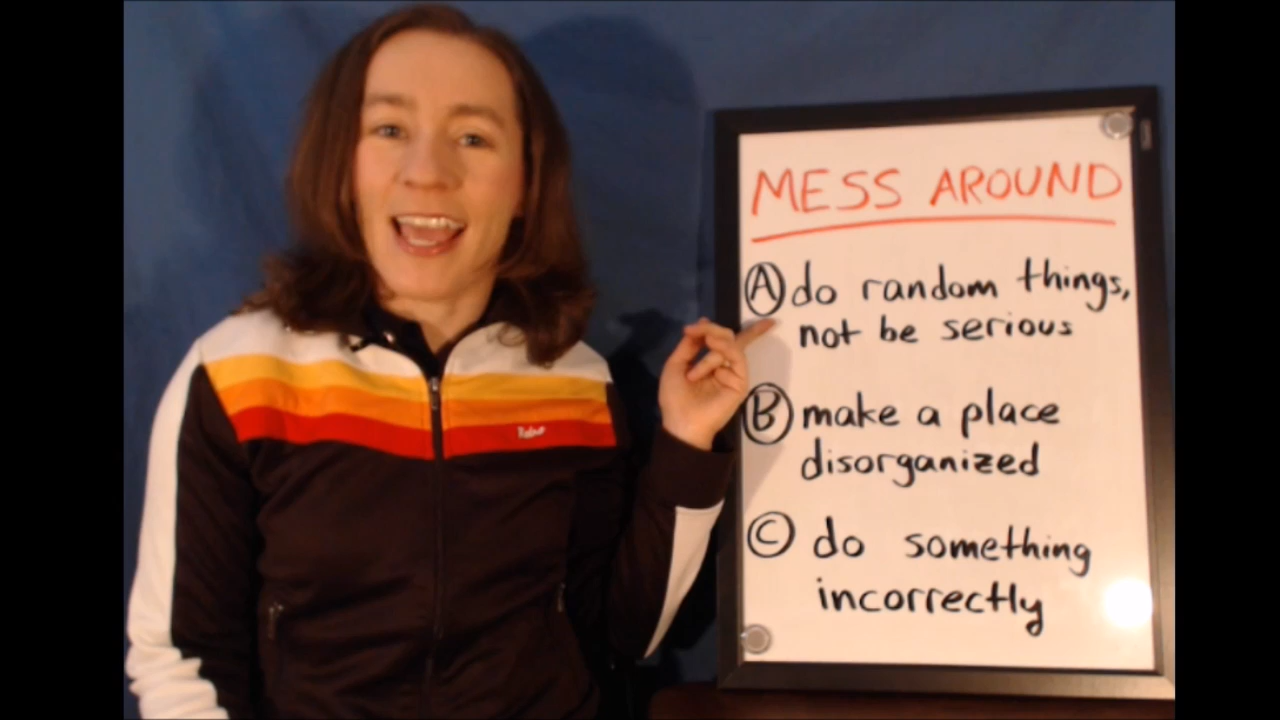 MESS AROUND
A do random things,
not be serious
B make a place
disorganized
C do something
incorrectly